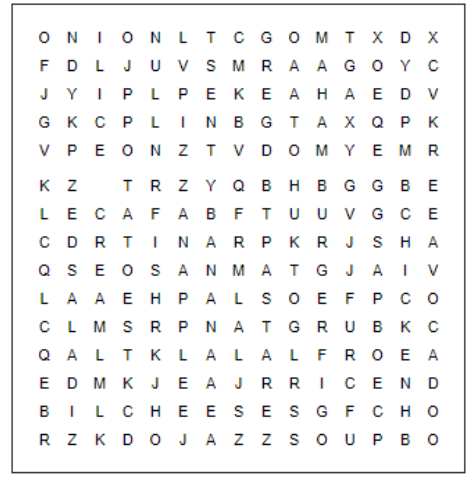 O N I O N L T C G O M T X D X
F D L J U V S M R A A G O Y C
J Y I P L P E K E A H A E D V
G K C P L I N B G T A X Q P K
V P E O N Z T V D O M Y E M R
K Z T R Z Y Q B H B G G B E
L E C A F A B F T U U V G C E
C D R T I N A R P K R J S H A
Q S E O S A N M A T G J A I V
L A A E H P A L S O E F P C O
C L M S R P N A T G R U B K C
Q A L T K L A L A L F R O E A
E D M K J E A J R R I C E N D
B I L C H E E S E S G F C H O
R Z K D O J A Z Z S O U P B O